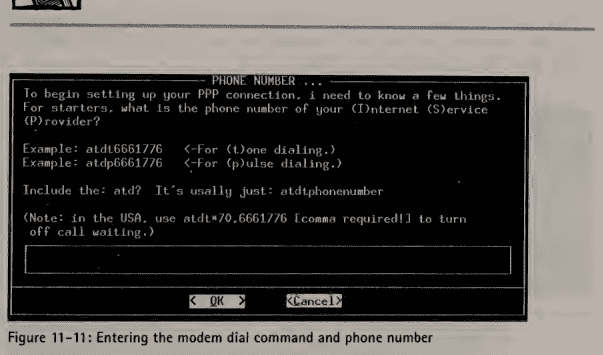 PHONE NUMBER ...
To begin setting up your PPP connection, i need to know a few things.
For starters, what is the phone number of your (I)nternet (S)ervice
(P)rovider?
Example: atdt6661776 <-For (t)one dialing.)
Example: atdp6661776 <-For (p)ulse dialing.)
Include the: atd? It's usally just: atdtphonenumber
(Note: in the USA, use atdt*70,6661776 [comma required!] to turn
off call waiting.)
< OK > <Cancel>
Figure 11-11: Entering the modem dial command and phone number